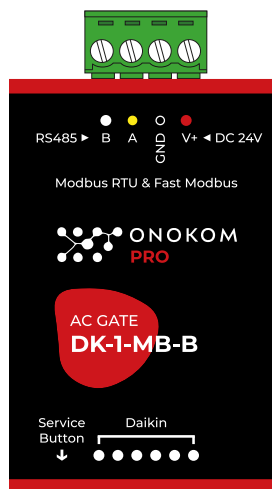 RS485 ► B A GND V+ ◄ DC 24V
Modbus RTU & Fast Modbus
ONOKOM
PRO
AC GATE
DK-1-MB-B
Service Daikin
Button
↓